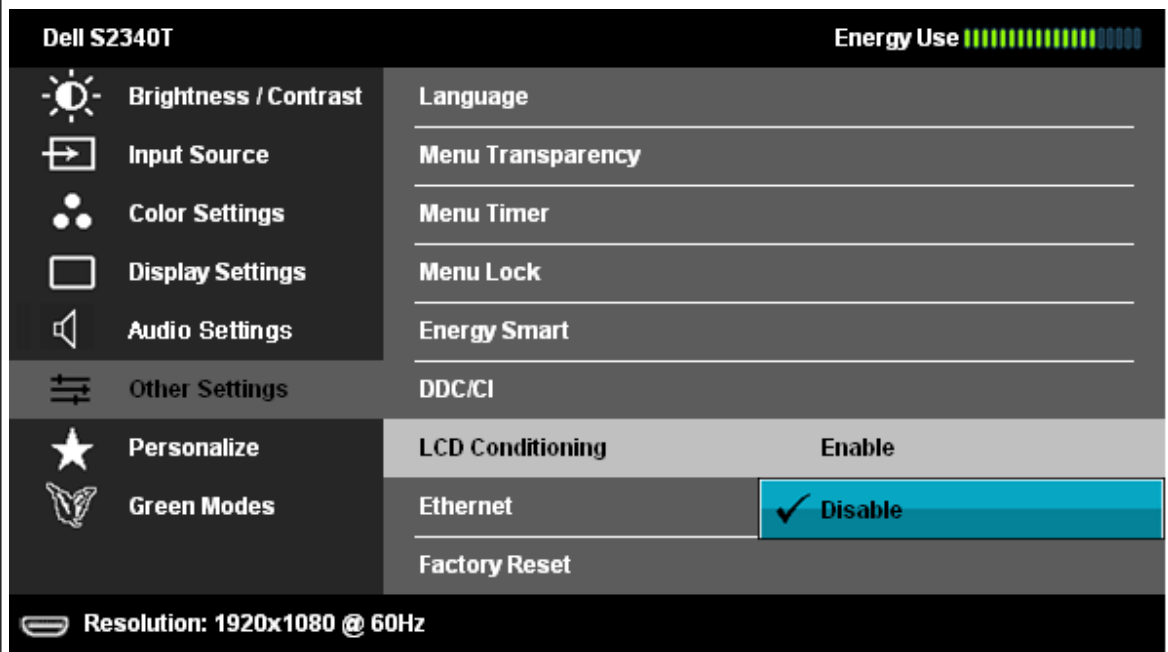 Dell S2340T Energy Use
Brightness / Contrast Language
Input Source Menu Transparency
Color Settings Menu Timer
Display Settings Menu Lock
Audio Settings Energy Smart
Other Settings DDC/CI
Personalize LCD Conditioning Enable
Green Modes Ethernet Disable
Factory Reset
Resolution: 1920x1080 @ 60Hz